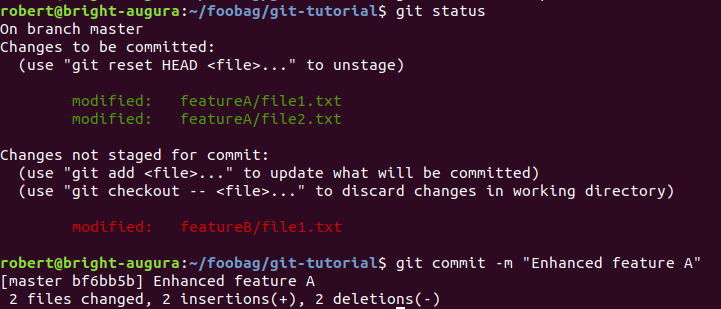 robert@bright-augura:~/foobag/git-tutorial$ git status
On branch master
Changes to be committed:
  (use "git reset HEAD <file>..." to unstage)
        modified:   featureA/file1.txt
        modified:   featureA/file2.txt
Changes not staged for commit:
  (use "git add <file>..." to update what will be committed)
  (use "git checkout -- <file>..." to discard changes in working directory)
        modified:   featureB/file1.txt
robert@bright-augura:~/foobag/git-tutorial$ git commit -m "Enhanced feature A"
[master bf6bb5b] Enhanced feature A
 2 files changed, 2 insertions(+), 2 deletions(-)